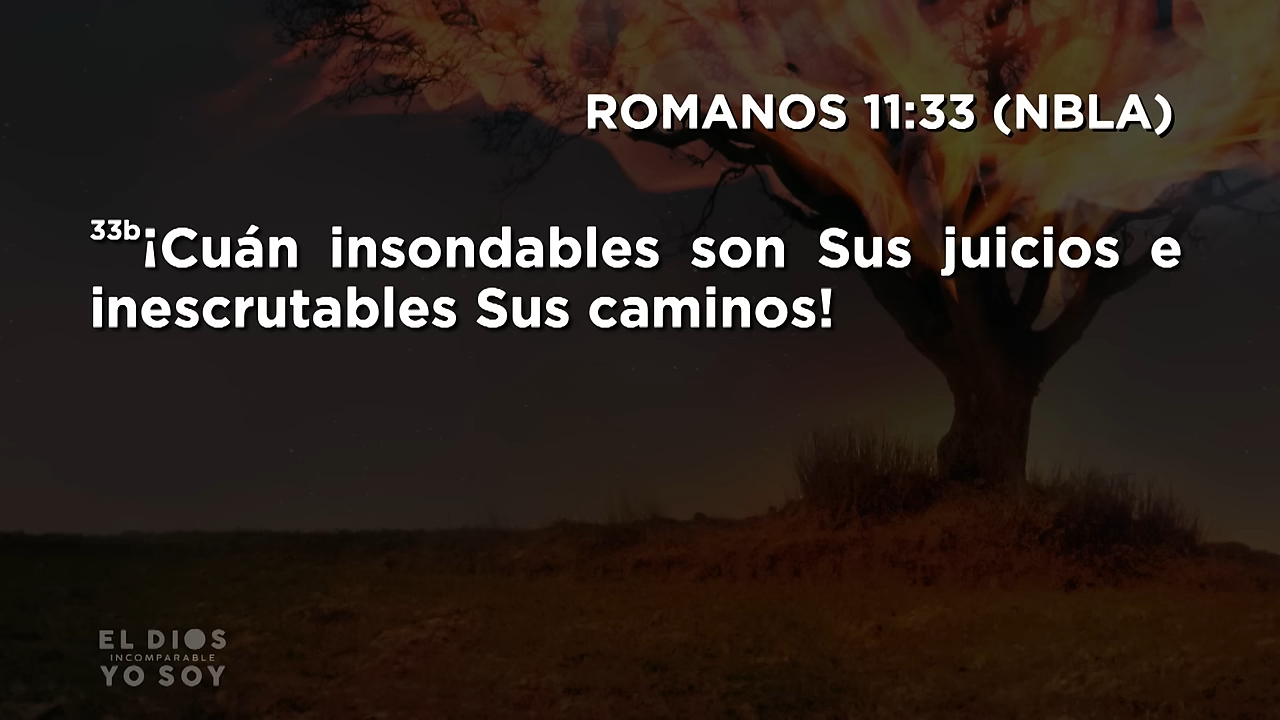 ROMANOS 11:33 (NBLA)
33b¡Cuán insondables son Sus juicios e
inescrutables Sus caminos!
EL DIOS
INCOMPARABLE
YO SOY